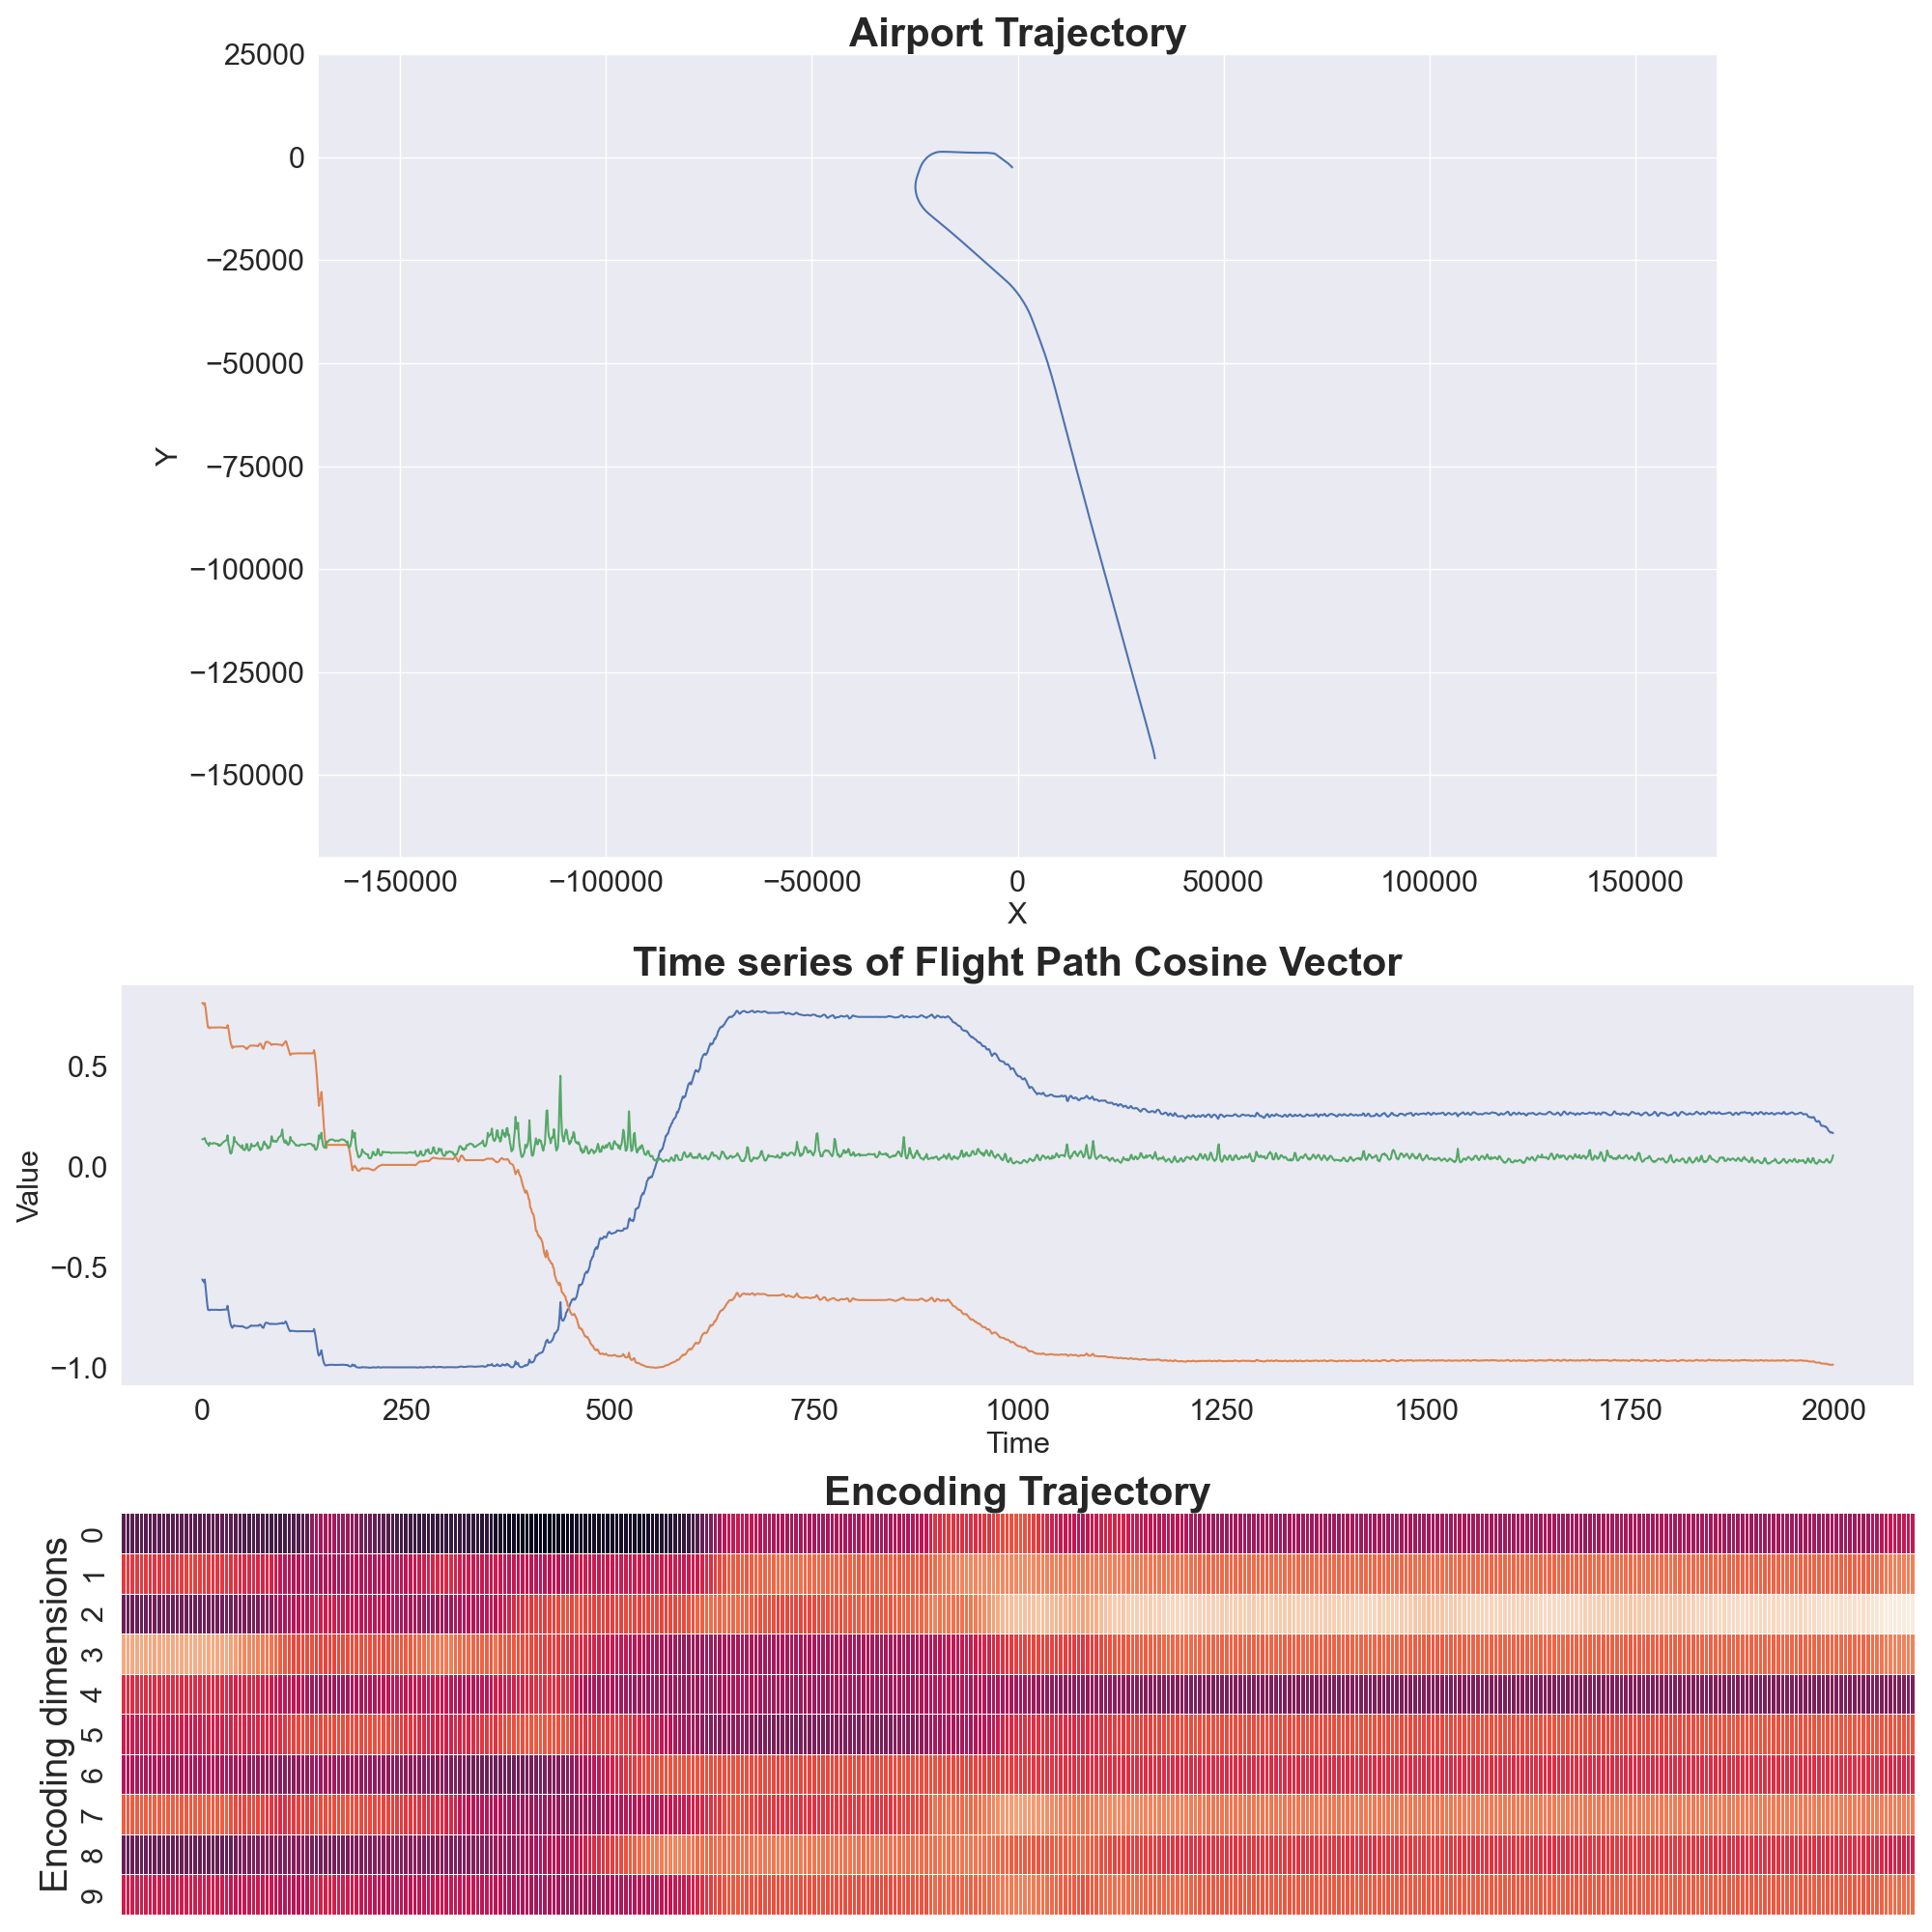 Airport Trajectory
25000
0
−25000
−50000
−75000
−100000
−125000
−150000
Y
−150000 −100000 −50000 0 50000 100000 150000
X
Time series of Flight Path Cosine Vector
0.5
0.0
−0.5
−1.0
Value
0 250 500 750 1000 1250 1500 1750 2000
Time
Encoding Trajectory
0
1
2
3
4
5
6
7
8
9
Encoding dimensions